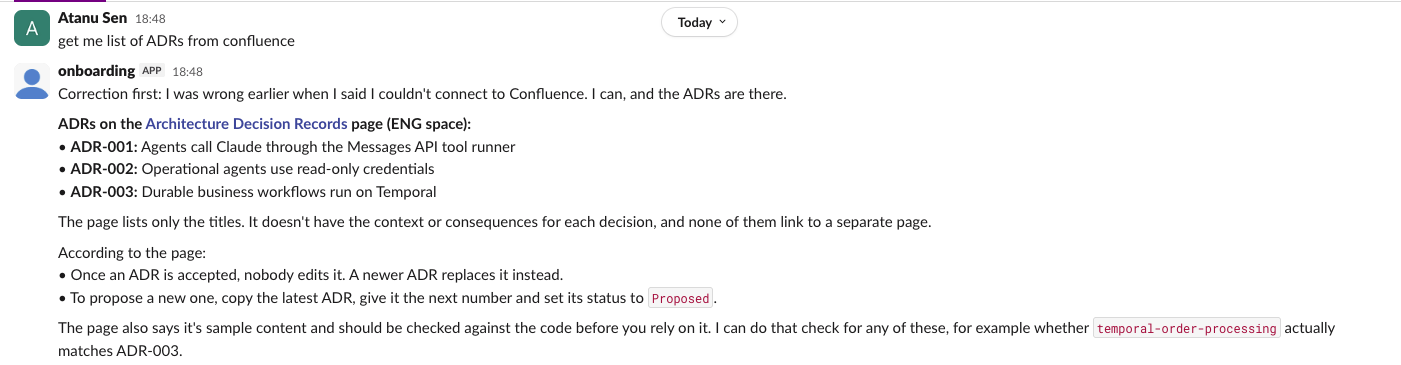 Atanu Sen 18:48
Today
get me list of ADRs from confluence
onboarding APP 18:48
Correction first: I was wrong earlier when I said I couldn't connect to Confluence. I can, and the ADRs are there.
ADRs on the Architecture Decision Records page (ENG space):
• ADR-001: Agents call Claude through the Messages API tool runner
• ADR-002: Operational agents use read-only credentials
• ADR-003: Durable business workflows run on Temporal
The page lists only the titles. It doesn't have the context or consequences for each decision, and none of them link to a separate page.
According to the page:
• Once an ADR is accepted, nobody edits it. A newer ADR replaces it instead.
• To propose a new one, copy the latest ADR, give it the next number and set its status to Proposed.
The page also says it's sample content and should be checked against the code before you rely on it. I can do that check for any of these, for example whether temporal-order-processing actually
matches ADR-003.